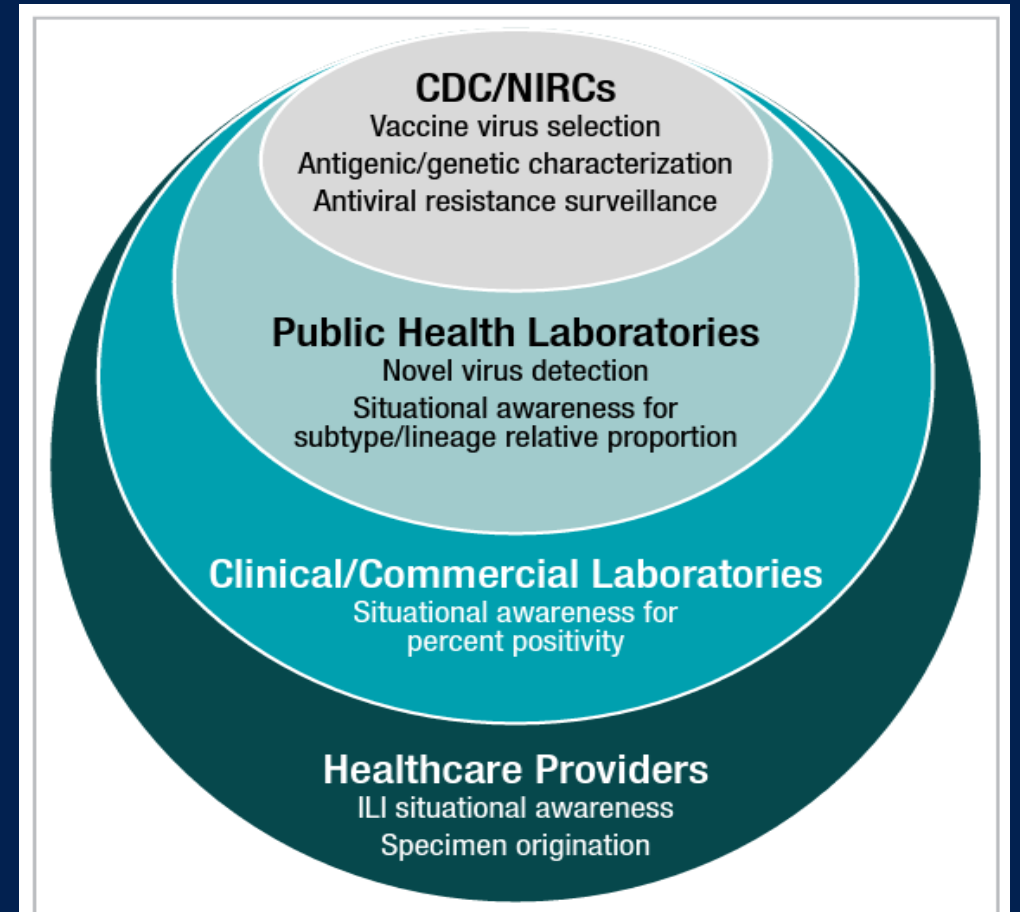 CDC/NIRCs
Vaccine virus selection
Antigenic/genetic characterization
Antiviral resistance surveillance
Public Health Laboratories
Novel virus detection
Situational awareness for
subtype/lineage relative proportion
Clinical/Commercial Laboratories
Situational awareness for
percent positivity
Healthcare Providers
ILI situational awareness
Specimen origination